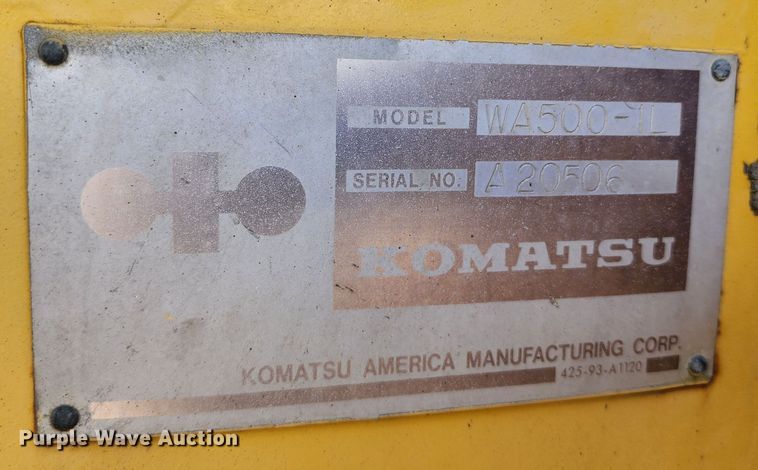 MODEL WA500-1L
SERIAL NO. A20506
KOMATSU
KOMATSU AMERICA MANUFACTURING CORP.
425-93-A1120
Purple Wave Auction